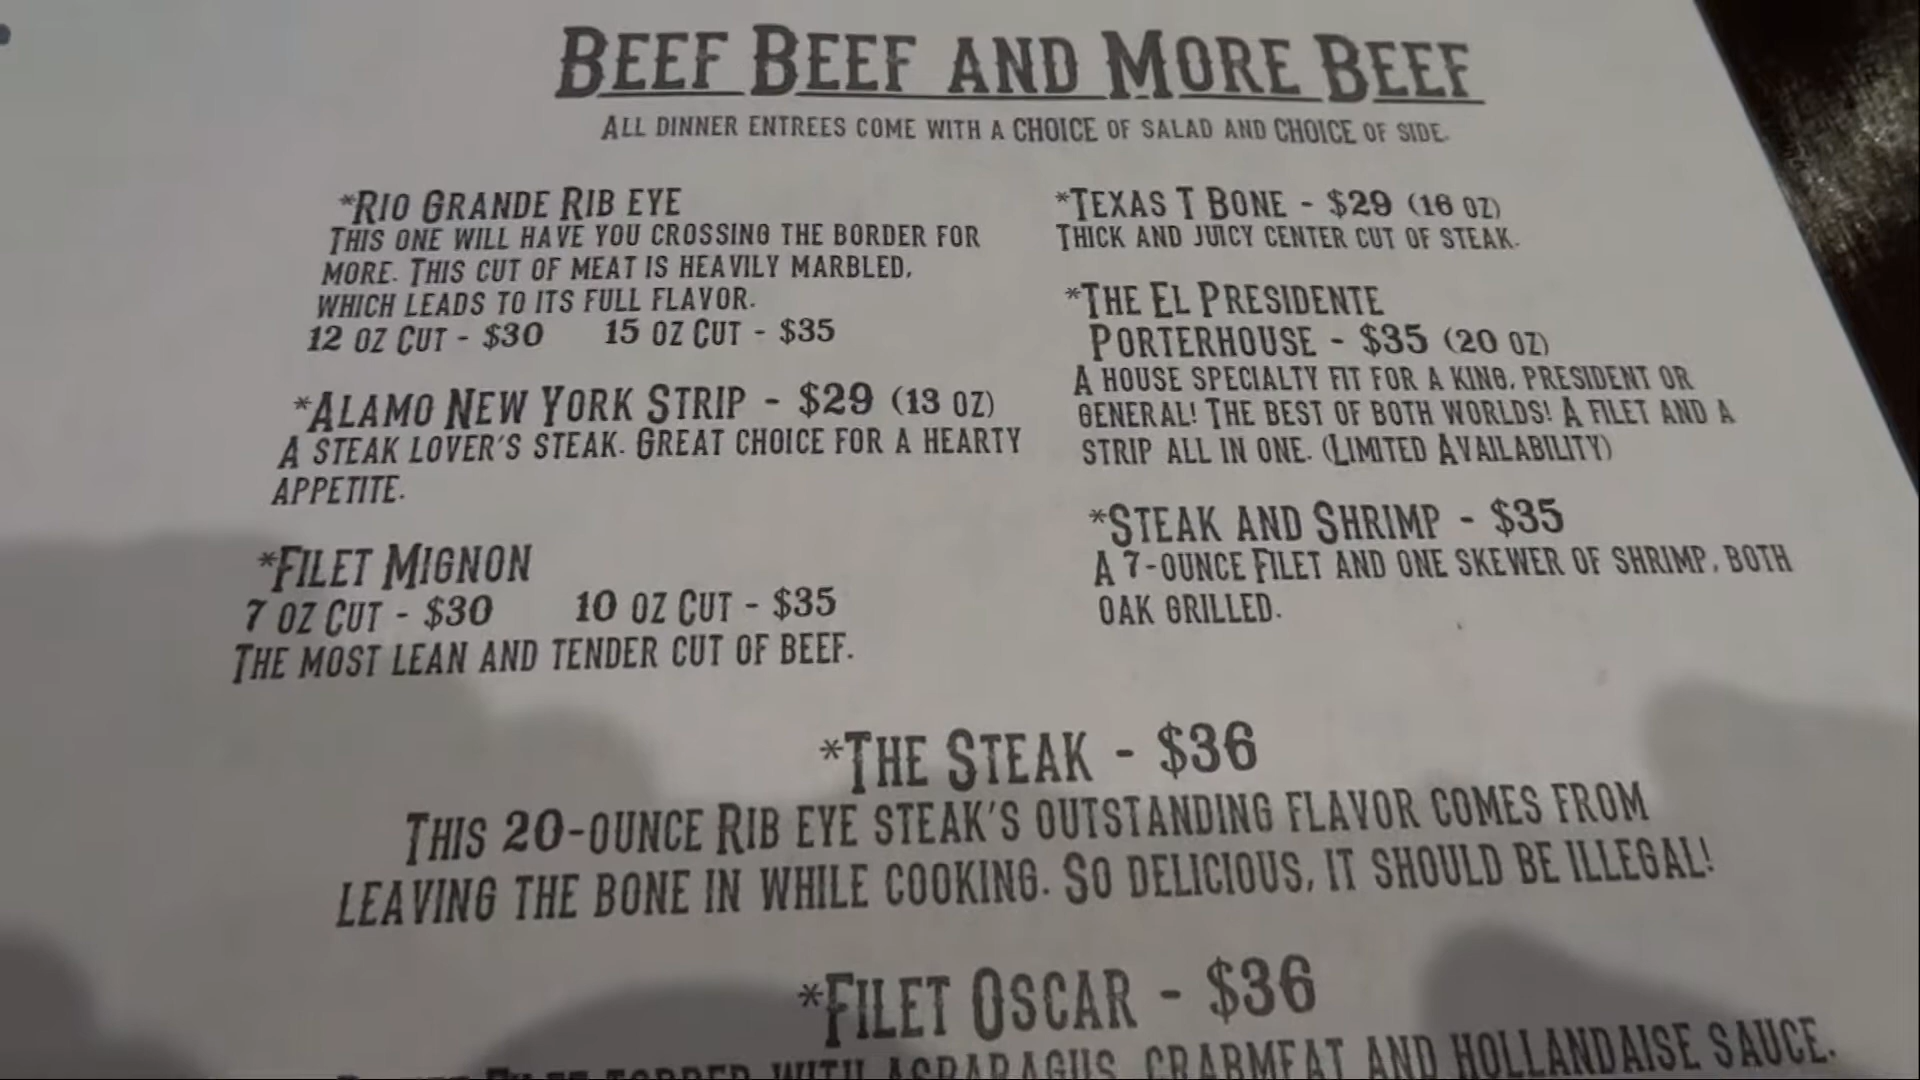 BEEF BEEF AND MORE BEEF
ALL DINNER ENTREES COME WITH A CHOICE OF SALAD AND CHOICE OF SIDE.
*RIO GRANDE RIB EYE
THIS ONE WILL HAVE YOU CROSSING THE BORDER FOR
MORE. THIS CUT OF MEAT IS HEAVILY MARBLED,
WHICH LEADS TO ITS FULL FLAVOR.
12 OZ CUT - $30 15 OZ CUT - $35
*ALAMO NEW YORK STRIP - $29 (13 OZ)
A STEAK LOVER'S STEAK. GREAT CHOICE FOR A HEARTY
APPETITE.
*FILET MIGNON
7 OZ CUT - $30 10 OZ CUT - $35
THE MOST LEAN AND TENDER CUT OF BEEF.
*TEXAS T BONE - $29 (16 OZ)
THICK AND JUICY CENTER CUT OF STEAK.
*THE EL PRESIDENTE
PORTERHOUSE - $35 (20 OZ)
A HOUSE SPECIALTY FIT FOR A KING, PRESIDENT OR
GENERAL! THE BEST OF BOTH WORLDS! A FILET AND A
STRIP ALL IN ONE. (LIMITED AVAILABILITY)
*STEAK AND SHRIMP - $35
A 7-OUNCE FILET AND ONE SKEWER OF SHRIMP, BOTH
OAK GRILLED.
*THE STEAK - $36
THIS 20-OUNCE RIB EYE STEAK'S OUTSTANDING FLAVOR COMES FROM
LEAVING THE BONE IN WHILE COOKING. SO DELICIOUS, IT SHOULD BE ILLEGAL!
*FILET OSCAR - $36
FILET TOPPED WITH ASPARAGUS, CRABMEAT AND HOLLANDAISE SAUCE.